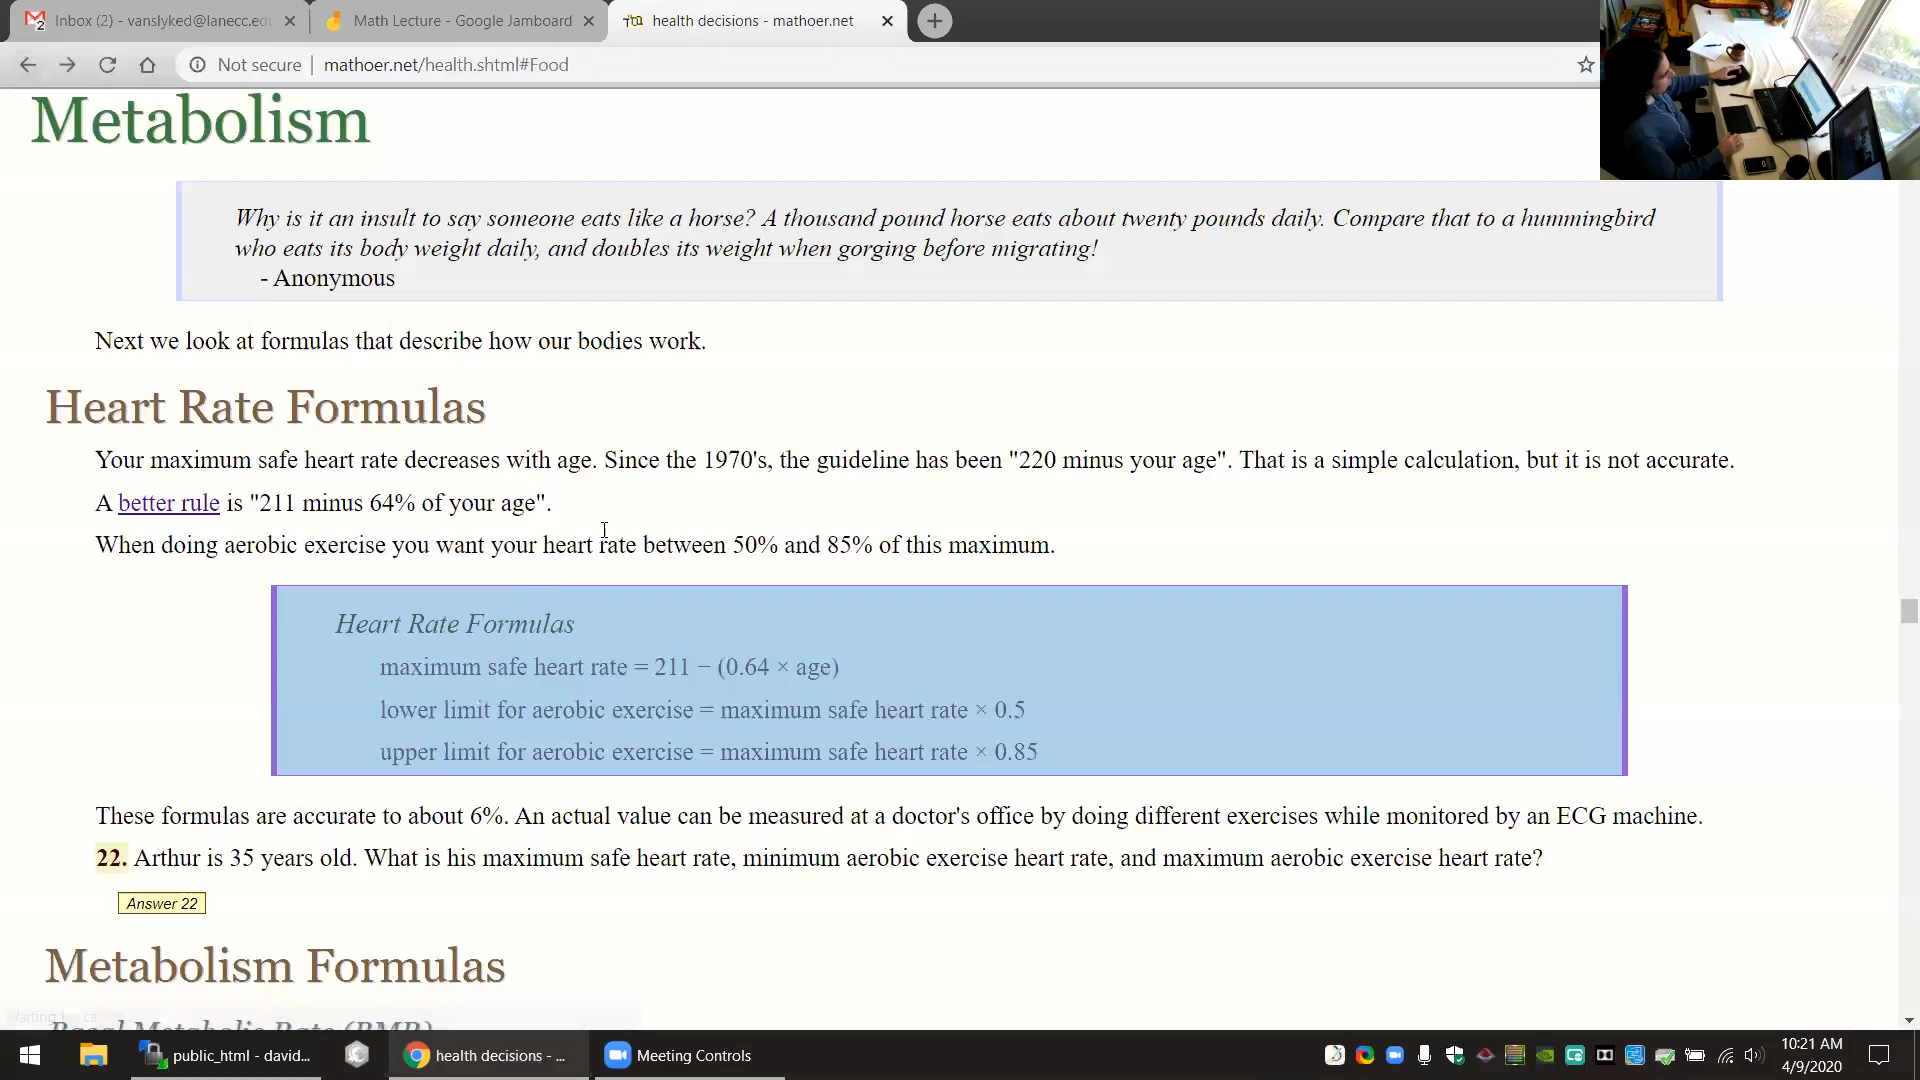 Inbox (2) - vanslyked@lanecc.ed
Math Lecture - Google Jamboard
health decisions - mathoer.net
Not secure
mathoer.net/health.shtml#Food
Metabolism
Why is it an insult to say someone eats like a horse? A thousand pound horse eats about twenty pounds daily. Compare that to a hummingbird
who eats its body weight daily, and doubles its weight when gorging before migrating!
- Anonymous
Next we look at formulas that describe how our bodies work.
Heart Rate Formulas
Your maximum safe heart rate decreases with age. Since the 1970's, the guideline has been "220 minus your age". That is a simple calculation, but it is not accurate.
A better rule is "211 minus 64% of your age".
When doing aerobic exercise you want your heart rate between 50% and 85% of this maximum.
Heart Rate Formulas
maximum safe heart rate = 211 − (0.64 × age)
lower limit for aerobic exercise = maximum safe heart rate × 0.5
upper limit for aerobic exercise = maximum safe heart rate × 0.85
These formulas are accurate to about 6%. An actual value can be measured at a doctor's office by doing different exercises while monitored by an ECG machine.
22. Arthur is 35 years old. What is his maximum safe heart rate, minimum aerobic exercise heart rate, and maximum aerobic exercise heart rate?
Answer 22
Metabolism Formulas
Basal Metabolic Rate (BMR)
public_html - david...
health decisions - ...
Meeting Controls
10:21 AM
4/9/2020